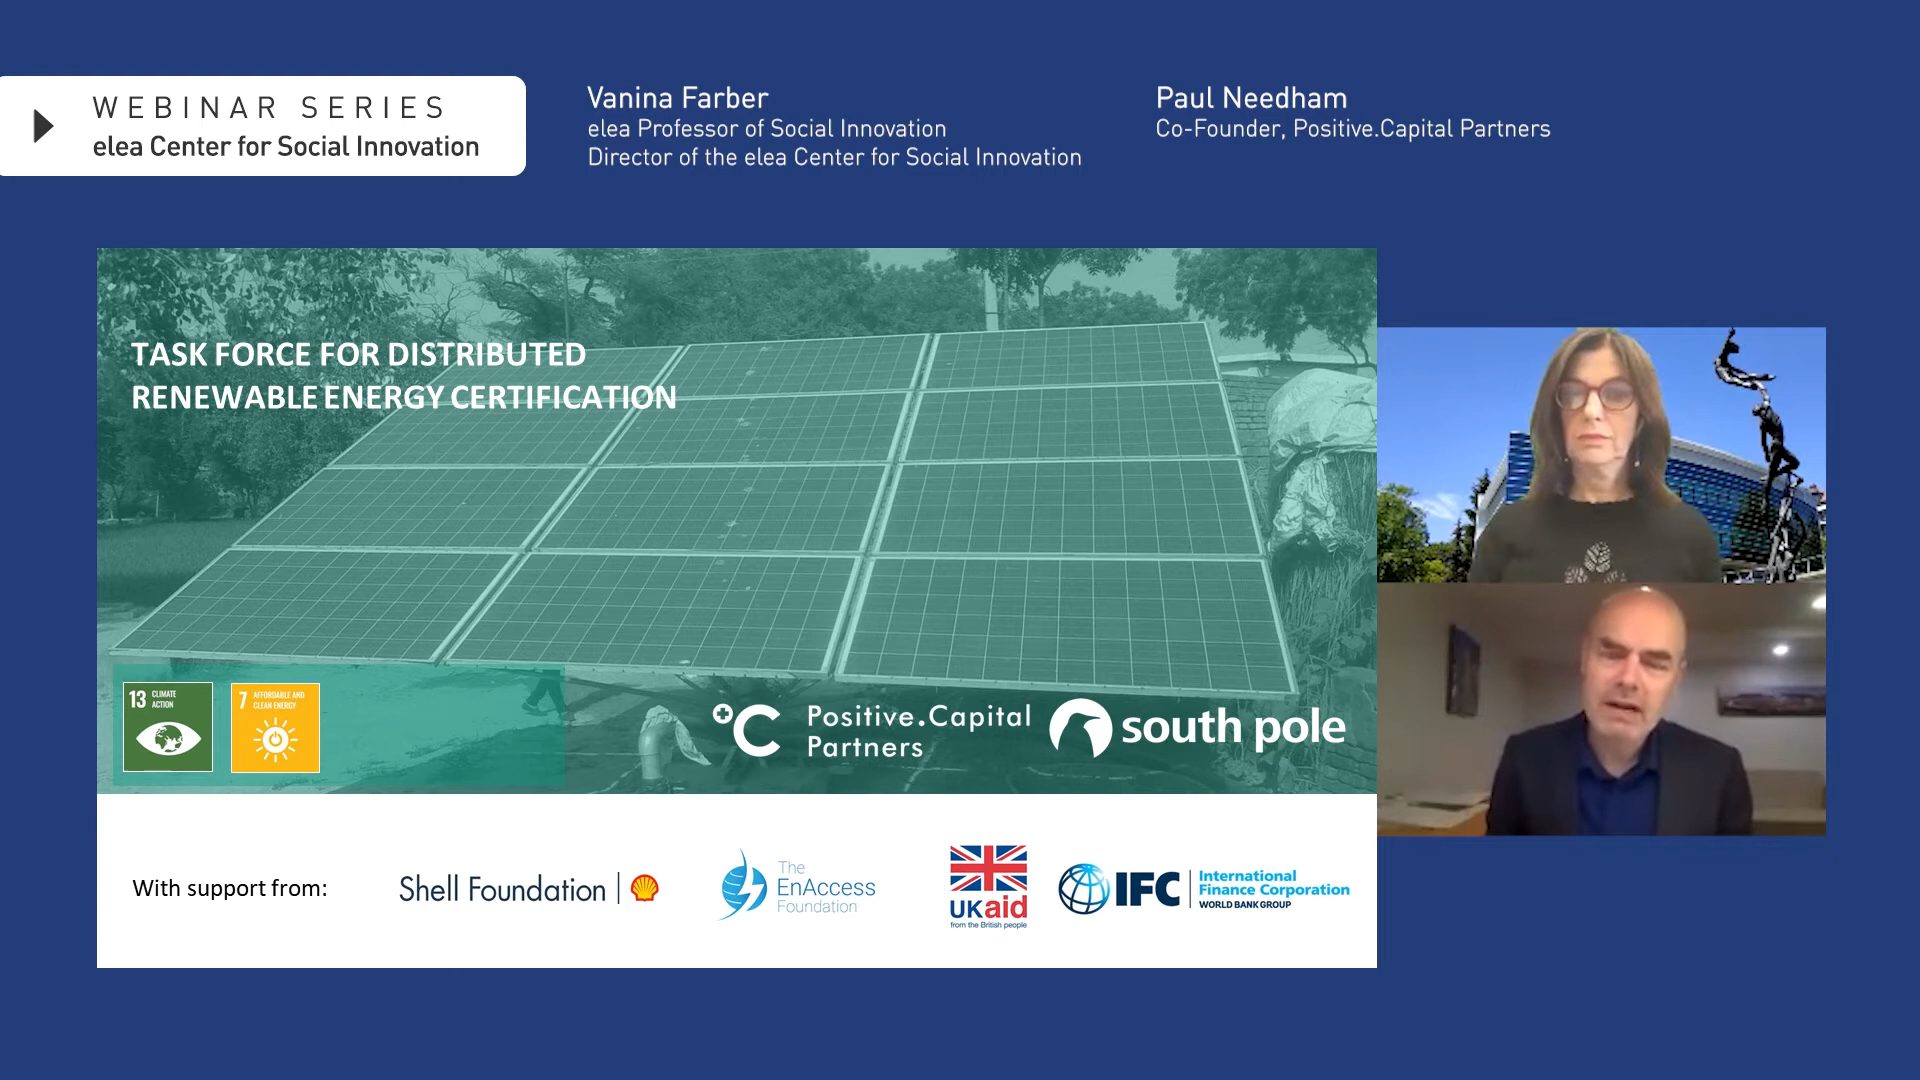 WEBINAR SERIES
elea Center for Social Innovation
Vanina Farber
elea Professor of Social Innovation
Director of the elea Center for Social Innovation
Paul Needham
Co-Founder, Positive.Capital Partners
TASK FORCE FOR DISTRIBUTED
RENEWABLE ENERGY CERTIFICATION
13 CLIMATE
ACTION
7 AFFORDABLE AND
CLEAN ENERGY
°C Positive.Capital
Partners
south pole
With support from:
Shell Foundation
The
EnAccess
Foundation
UKaid
from the British people
IFC
International
Finance Corporation
WORLD BANK GROUP